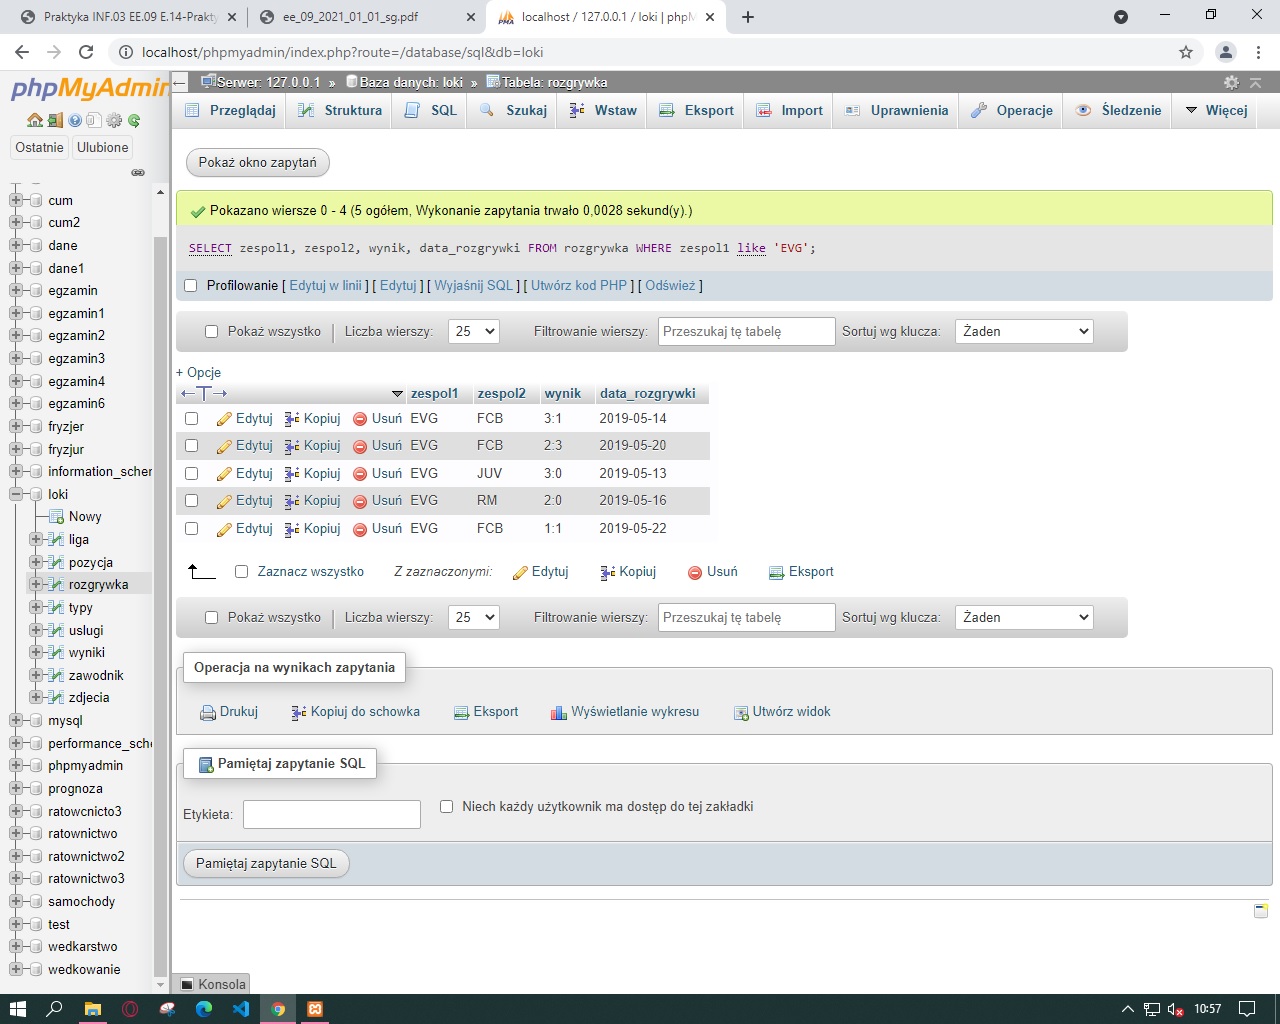 Praktyka INF.03 EE.09 E.14-Prakty
ee_09_2021_01_01_sg.pdf
localhost / 127.0.0.1 / loki | phpM
localhost/phpmyadmin/index.php?route=/database/sql&db=loki
phpMyAdmin
Ostatnie
Ulubione
cum
cum2
dane
dane1
egzamin
egzamin1
egzamin2
egzamin3
egzamin4
egzamin6
fryzjer
fryzjur
information_scher
loki
Nowy
liga
pozycja
rozgrywka
typy
uslugi
wyniki
zawodnik
zdjecia
mysql
performance_sche
phpmyadmin
prognoza
ratowcnicto3
ratownictwo
ratownictwo2
ratownictwo3
samochody
test
wedkarstwo
wedkowanie
Serwer: 127.0.0.1 » Baza danych: loki » Tabela: rozgrywka
Przeglądaj Struktura SQL Szukaj Wstaw Eksport Import Uprawnienia Operacje Śledzenie Więcej
Pokaż okno zapytań
Pokazano wiersze 0 - 4 (5 ogółem, Wykonanie zapytania trwało 0,0028 sekund(y).)
SELECT zespol1, zespol2, wynik, data_rozgrywki FROM rozgrywka WHERE zespol1 like 'EVG';
Profilowanie [ Edytuj w linii ] [ Edytuj ] [ Wyjaśnij SQL ] [ Utwórz kod PHP ] [ Odśwież ]
Pokaż wszystko | Liczba wierszy: 25 Filtrowanie wierszy: Przeszukaj tę tabelę Sortuj wg klucza: Żaden
+ Opcje
zespol1 zespol2 wynik data_rozgrywki
Edytuj Kopiuj Usuń EVG FCB 3:1 2019-05-14
Edytuj Kopiuj Usuń EVG FCB 2:3 2019-05-20
Edytuj Kopiuj Usuń EVG JUV 3:0 2019-05-13
Edytuj Kopiuj Usuń EVG RM 2:0 2019-05-16
Edytuj Kopiuj Usuń EVG FCB 1:1 2019-05-22
Zaznacz wszystko Z zaznaczonymi: Edytuj Kopiuj Usuń Eksport
Pokaż wszystko | Liczba wierszy: 25 Filtrowanie wierszy: Przeszukaj tę tabelę Sortuj wg klucza: Żaden
Operacja na wynikach zapytania
Drukuj Kopiuj do schowka Eksport Wyświetlanie wykresu Utwórz widok
Pamiętaj zapytanie SQL
Etykieta: Niech każdy użytkownik ma dostęp do tej zakładki
Pamiętaj zapytanie SQL
Konsola
10:57